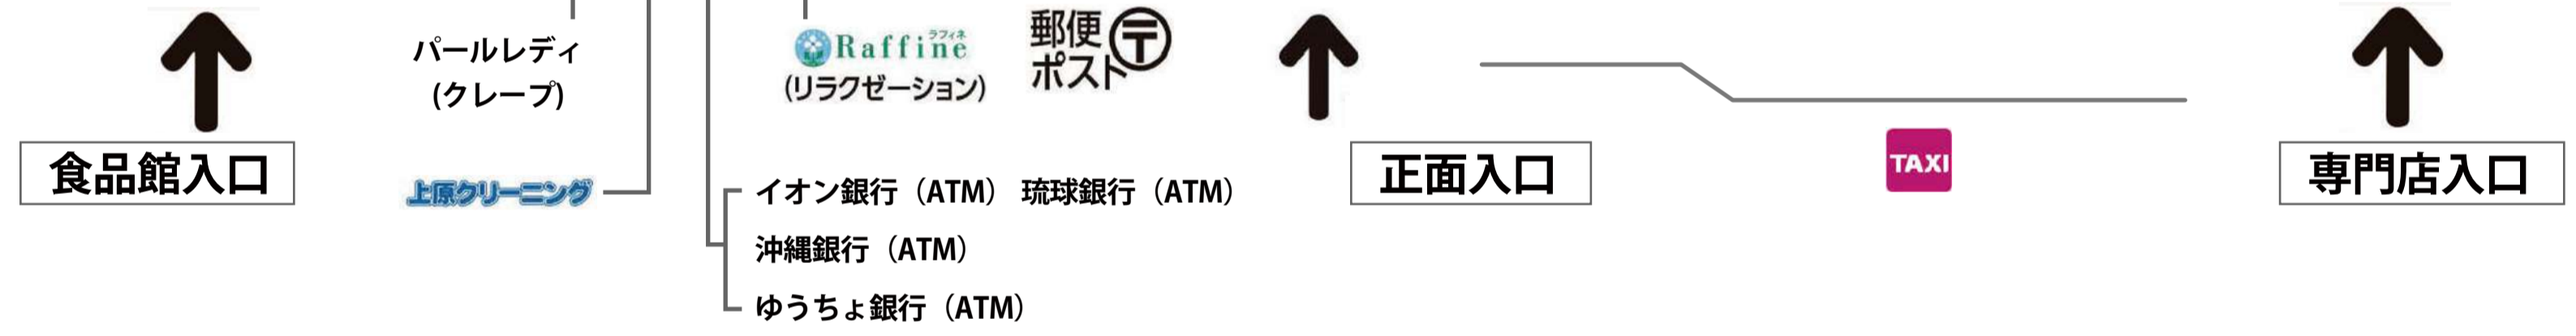 パールレディ
(クレープ)
ラフィネ
Raffine
(リラクゼーション)
郵便
ポスト
〒
食品館入口
上原クリーニング
イオン銀行（ATM） 琉球銀行（ATM）
沖縄銀行（ATM）
ゆうちょ銀行（ATM）
正面入口
TAXI
専門店入口